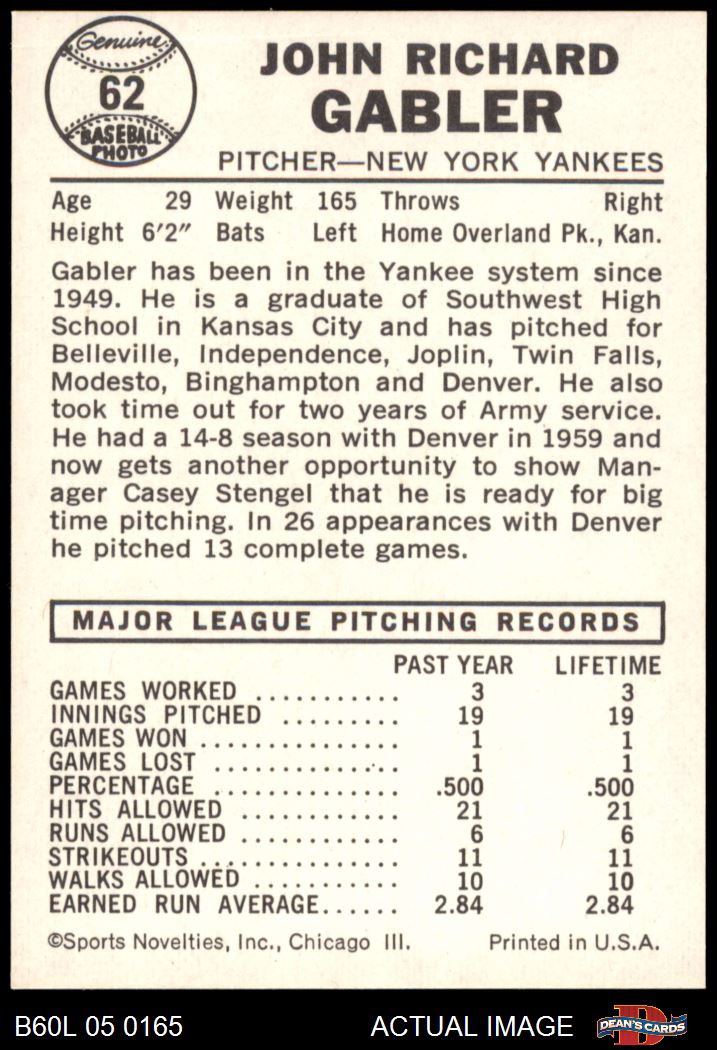 Genuine
62
BASEBALL
PHOTO
JOHN RICHARD
GABLER
PITCHER—NEW YORK YANKEES
Age 29 Weight 165 Throws Right
Height 6'2" Bats Left Home Overland Pk., Kan.
Gabler has been in the Yankee system since
1949. He is a graduate of Southwest High
School in Kansas City and has pitched for
Belleville, Independence, Joplin, Twin Falls,
Modesto, Binghampton and Denver. He also
took time out for two years of Army service.
He had a 14-8 season with Denver in 1959 and
now gets another opportunity to show Man-
ager Casey Stengel that he is ready for big
time pitching. In 26 appearances with Denver
he pitched 13 complete games.
MAJOR LEAGUE PITCHING RECORDS
PAST YEAR LIFETIME
GAMES WORKED ........... 3 3
INNINGS PITCHED ......... 19 19
GAMES WON ............... 1 1
GAMES LOST .............. 1 1
PERCENTAGE .............. .500 .500
HITS ALLOWED ............ 21 21
RUNS ALLOWED ............ 6 6
STRIKEOUTS ............... 11 11
WALKS ALLOWED ........... 10 10
EARNED RUN AVERAGE...... 2.84 2.84
©Sports Novelties, Inc., Chicago Ill. Printed in U.S.A.
B60L 05 0165 ACTUAL IMAGE DEAN'S CARDS